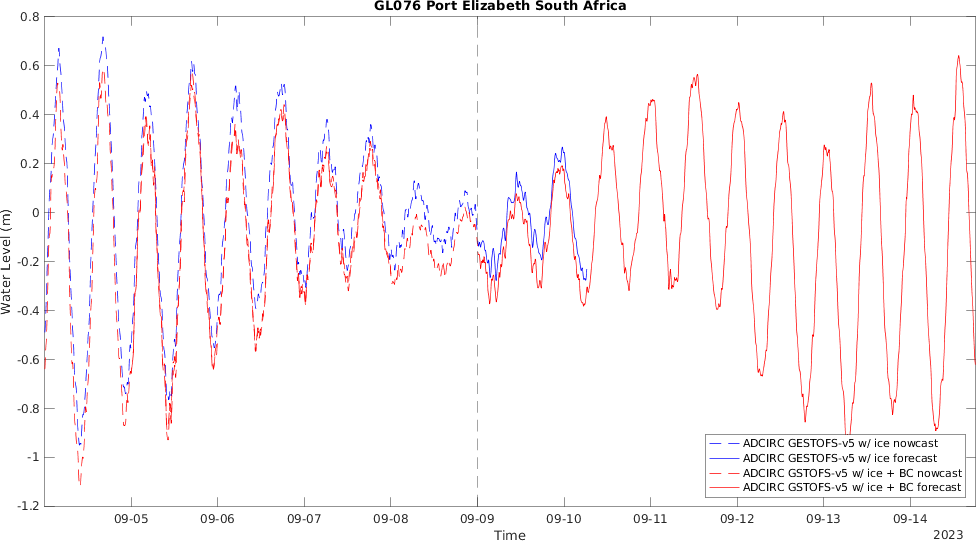 GL076 Port Elizabeth South Africa
0.8
0.6
0.4
0.2
0
-0.2
-0.4
-0.6
-0.8
-1
-1.2
Water Level (m)
09-05 09-06 09-07 09-08 09-09 09-10 09-11 09-12 09-13 09-14
Time
2023
ADCIRC GESTOFS-v5 w/ ice nowcast
ADCIRC GESTOFS-v5 w/ ice forecast
ADCIRC GSTOFS-v5 w/ ice + BC nowcast
ADCIRC GSTOFS-v5 w/ ice + BC forecast